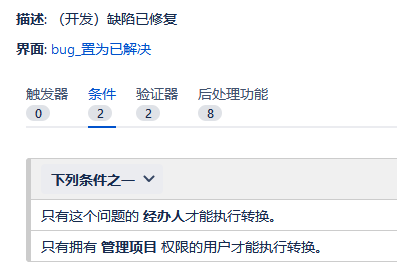 描述: （开发）缺陷已修复
界面: bug_置为已解决
触发器 条件 验证器 后处理功能
0 2 2 8
下列条件之一
只有这个问题的 经办人才能执行转换。
只有拥有 管理项目 权限的用户才能执行转换。